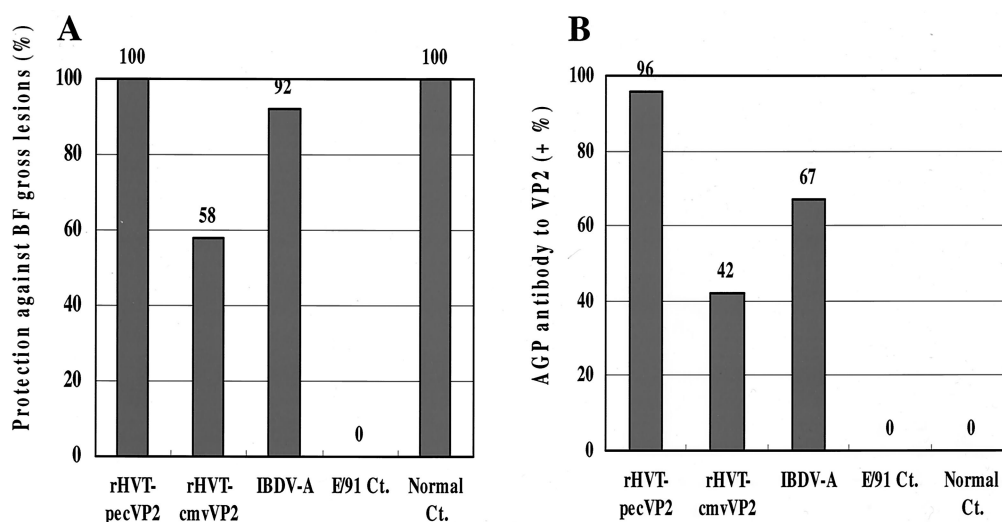 A
Protection against BF gross lesions (%)
100
80
60
40
20
0
100
58
92
0
100
rHVT-
pecVP2
rHVT-
cmvVP2
IBDV-A
E/91 Ct.
Normal
Ct.
B
AGP antibody to VP2 (+ %)
100
80
60
40
20
0
96
42
67
0
0
rHVT-
pecVP2
rHVT-
cmvVP2
IBDV-A
E/91 Ct.
Normal
Ct.